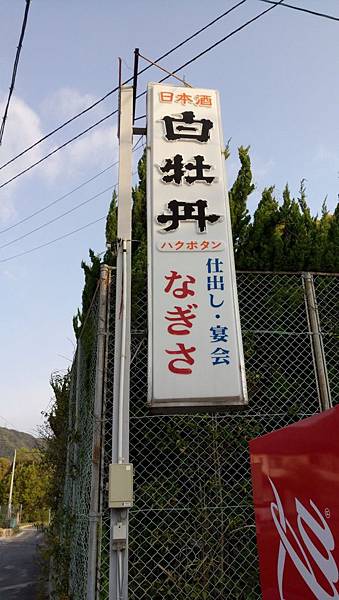 日本酒
白牡丹
ハクボタン
仕出し・宴会
なぎさ